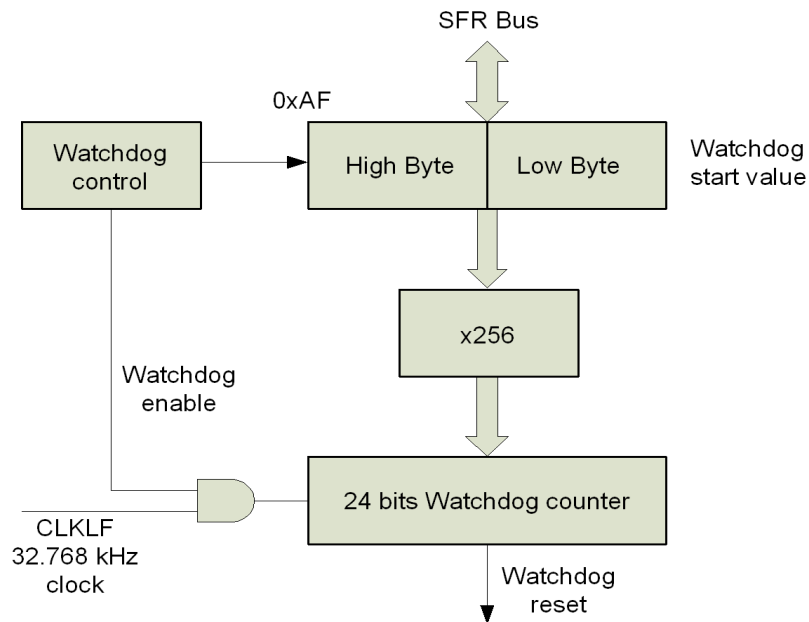 SFR Bus
0xAF
Watchdog
control
High Byte
Low Byte
Watchdog
start value
x256
Watchdog
enable
24 bits Watchdog counter
CLKLF
32.768 kHz
clock
Watchdog
reset